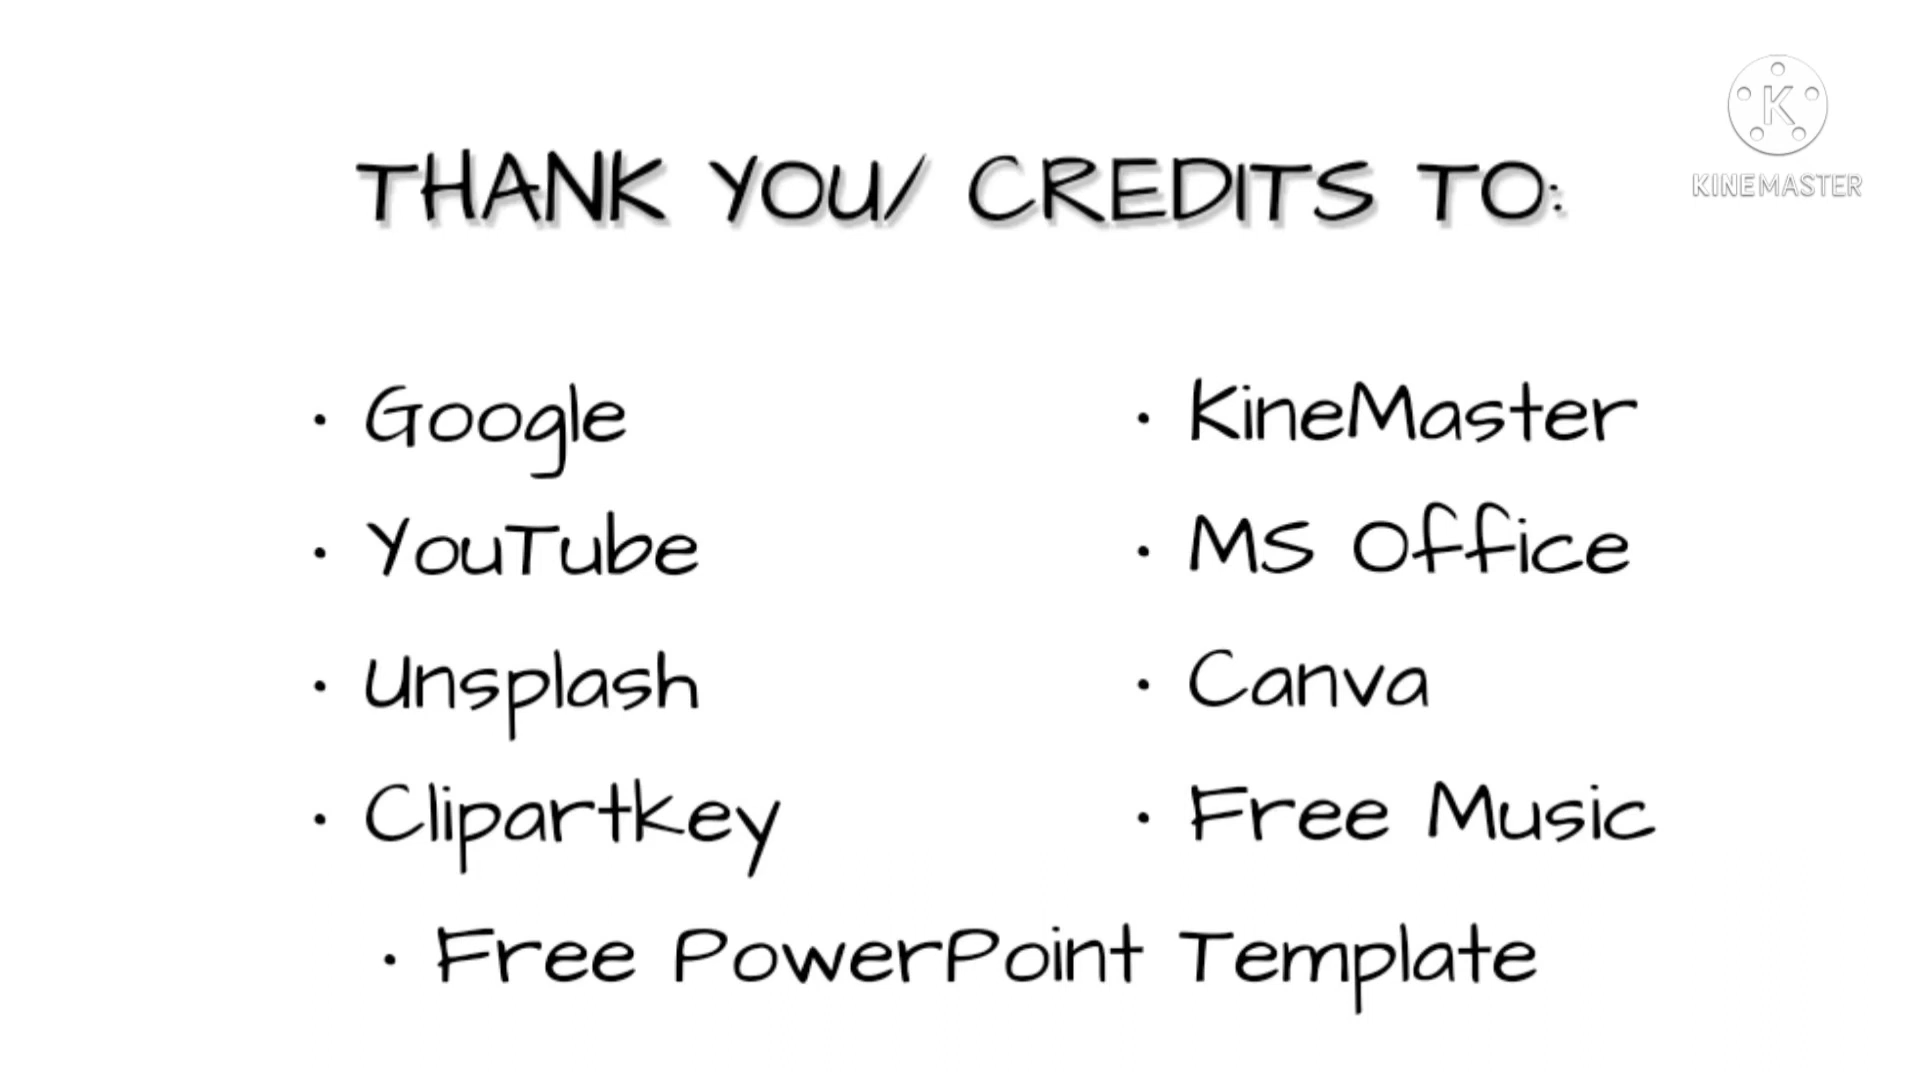 THANK YOU/ CREDITS TO:
KINEMASTER
• Google
• YouTube
• Unsplash
• Clipartkey
• KineMaster
• MS Office
• Canva
• Free Music
• Free PowerPoint Template